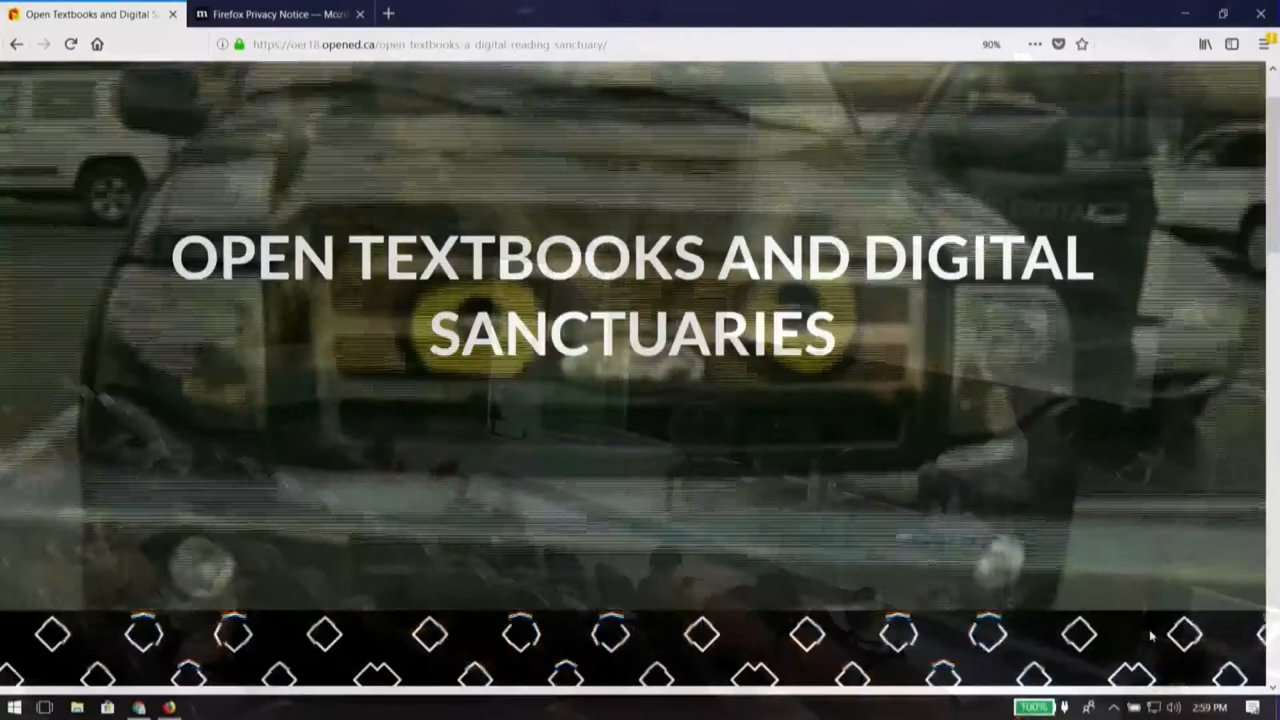 Open Textbooks and Digital S
Firefox Privacy Notice — Mozil
https://oer18.opened.ca/open textbooks a digital reading sanctuary/
90%
OPEN TEXTBOOKS AND DIGITAL
SANCTUARIES
100%
2:59 PM